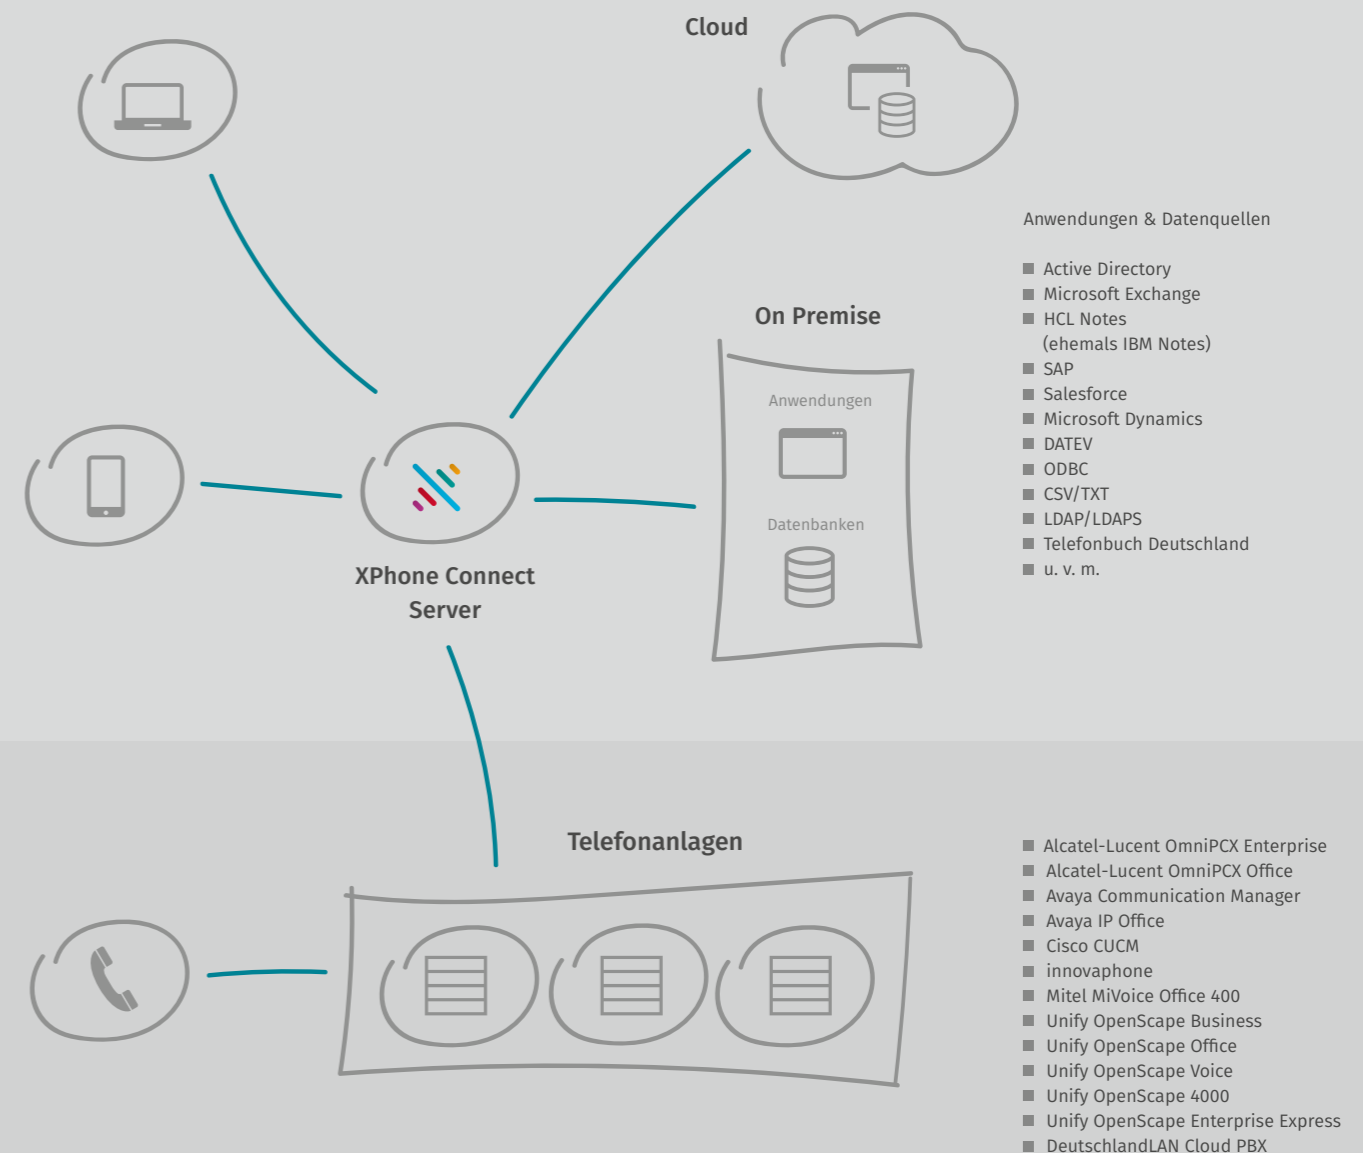 Cloud
Anwendungen & Datenquellen
Active Directory
Microsoft Exchange
HCL Notes
(ehemals IBM Notes)
SAP
Salesforce
Microsoft Dynamics
DATEV
ODBC
CSV/TXT
LDAP/LDAPS
Telefonbuch Deutschland
u. v. m.
On Premise
Anwendungen
Datenbanken
XPhone Connect
Server
Telefonanlagen
Alcatel-Lucent OmniPCX Enterprise
Alcatel-Lucent OmniPCX Office
Avaya Communication Manager
Avaya IP Office
Cisco CUCM
innovaphone
Mitel MiVoice Office 400
Unify OpenScape Business
Unify OpenScape Office
Unify OpenScape Voice
Unify OpenScape 4000
Unify OpenScape Enterprise Express
DeutschlandLAN Cloud PBX